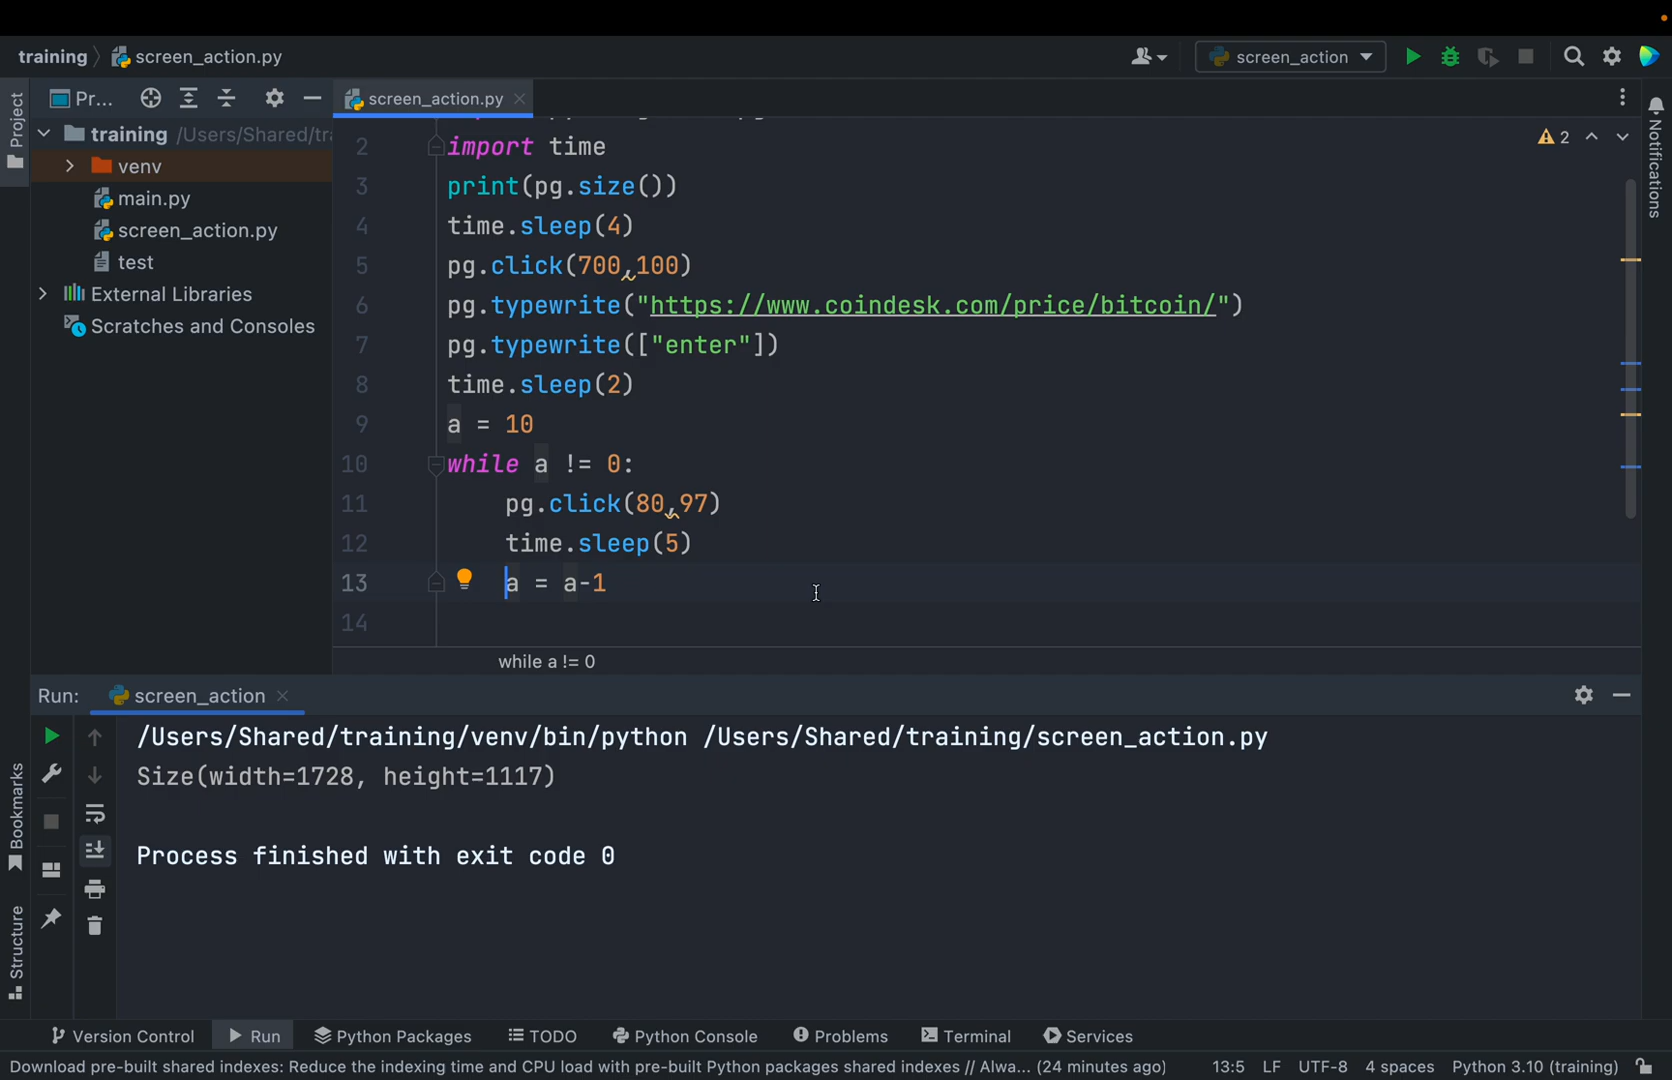 training
screen_action.py
screen_action
Project
Pr...
screen_action.py
training /Users/Shared/tr
venv
main.py
screen_action.py
test
External Libraries
Scratches and Consoles
2
2 import time
3 print(pg.size())
4 time.sleep(4)
5 pg.click(700,100)
6 pg.typewrite("https://www.coindesk.com/price/bitcoin/")
7 pg.typewrite(["enter"])
8 time.sleep(2)
9 a = 10
10 while a != 0:
11 pg.click(80,97)
12 time.sleep(5)
13 a = a-1
14
while a != 0
Notifications
Run: screen_action
/Users/Shared/training/venv/bin/python /Users/Shared/training/screen_action.py
Size(width=1728, height=1117)
Process finished with exit code 0
Bookmarks
Structure
Version Control Run Python Packages TODO Python Console Problems Terminal Services
Download pre-built shared indexes: Reduce the indexing time and CPU load with pre-built Python packages shared indexes // Alwa... (24 minutes ago) 13:5 LF UTF-8 4 spaces Python 3.10 (training)